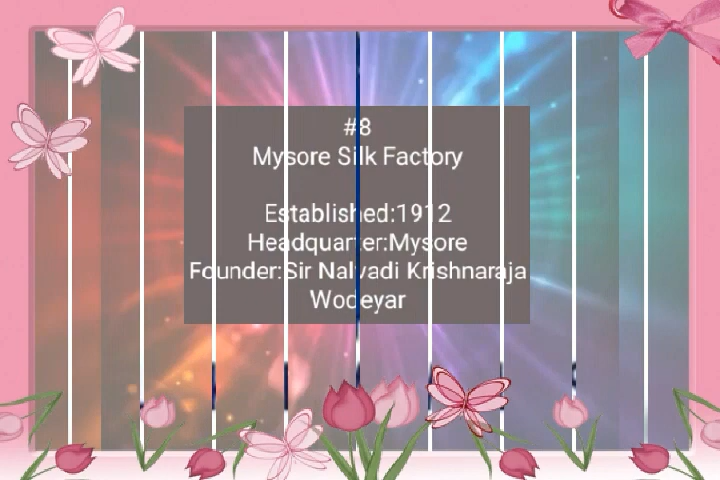 #8
Mysore Silk Factory
Established:1912
Headquarter:Mysore
Founder:Sir Nalvadi Krishnaraja
Wodeyar